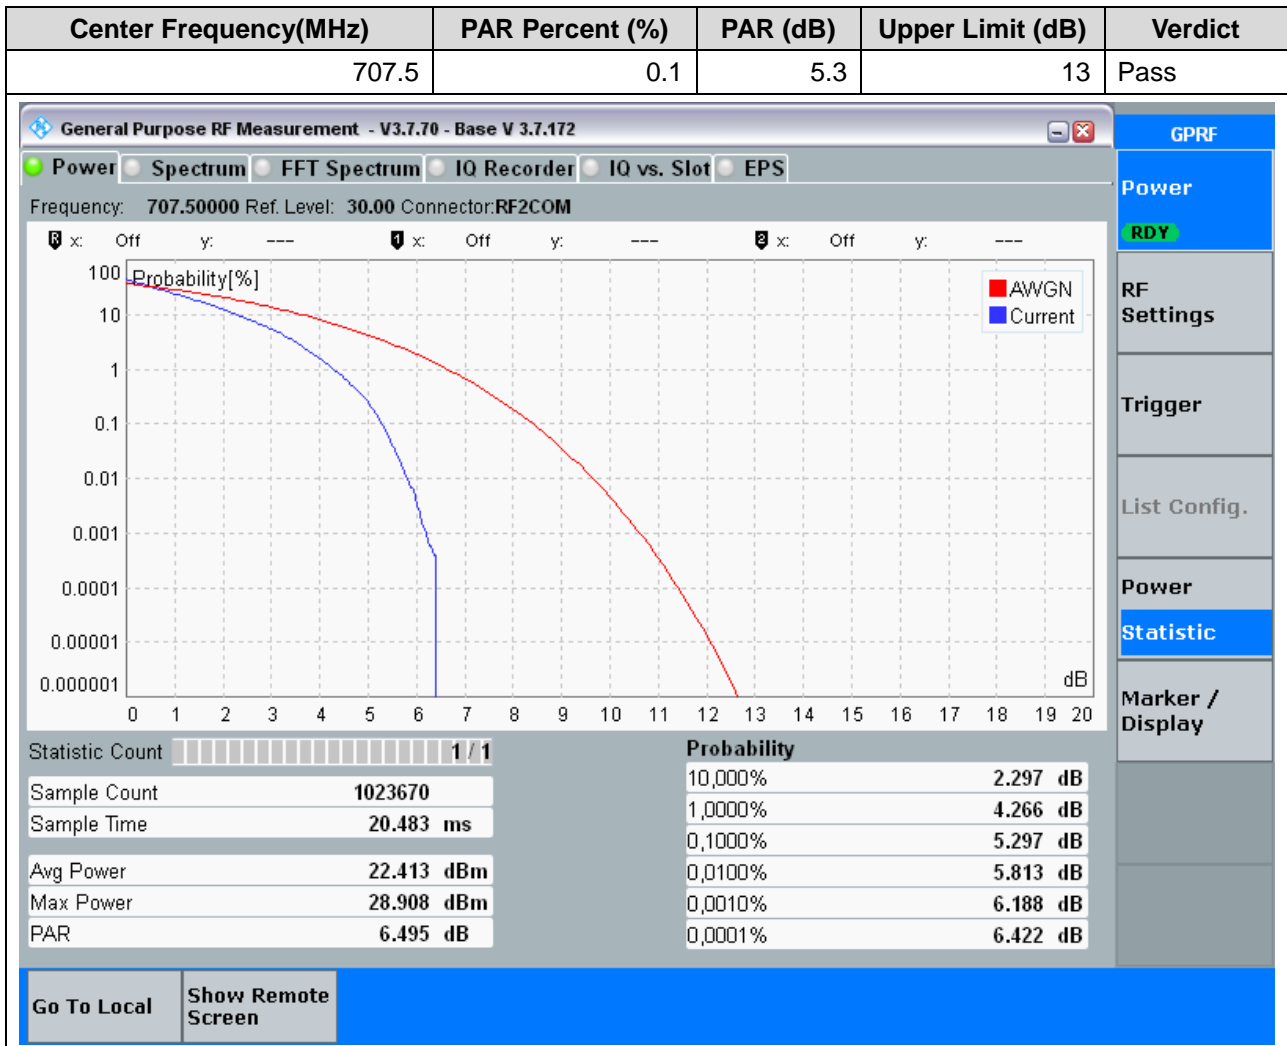 Center Frequency(MHz) PAR Percent (%) PAR (dB) Upper Limit (dB) Verdict
707.5 0.1 5.3 13 Pass
General Purpose RF Measurement - V3.7.70 - Base V 3.7.172
GPRF
Power Spectrum FFT Spectrum IQ Recorder IQ vs. Slot EPS
Power
RDY
Frequency: 707.50000 Ref. Level: 30.00 Connector:RF2COM
R x: Off y: --- 1 x: Off y: --- 2 x: Off y: ---
Probability[%]
AWGN
Current
100
10
1
0.1
0.01
0.001
0.0001
0.00001
0.000001
dB
0 1 2 3 4 5 6 7 8 9 10 11 12 13 14 15 16 17 18 19 20
RF
Settings
Trigger
List Config.
Power
Statistic
Marker /
Display
Statistic Count 1 / 1
Sample Count 1023670
Sample Time 20.483 ms
Avg Power 22.413 dBm
Max Power 28.908 dBm
PAR 6.495 dB
Probability
10,000% 2.297 dB
1,0000% 4.266 dB
0,1000% 5.297 dB
0,0100% 5.813 dB
0,0010% 6.188 dB
0,0001% 6.422 dB
Go To Local
Show Remote
Screen